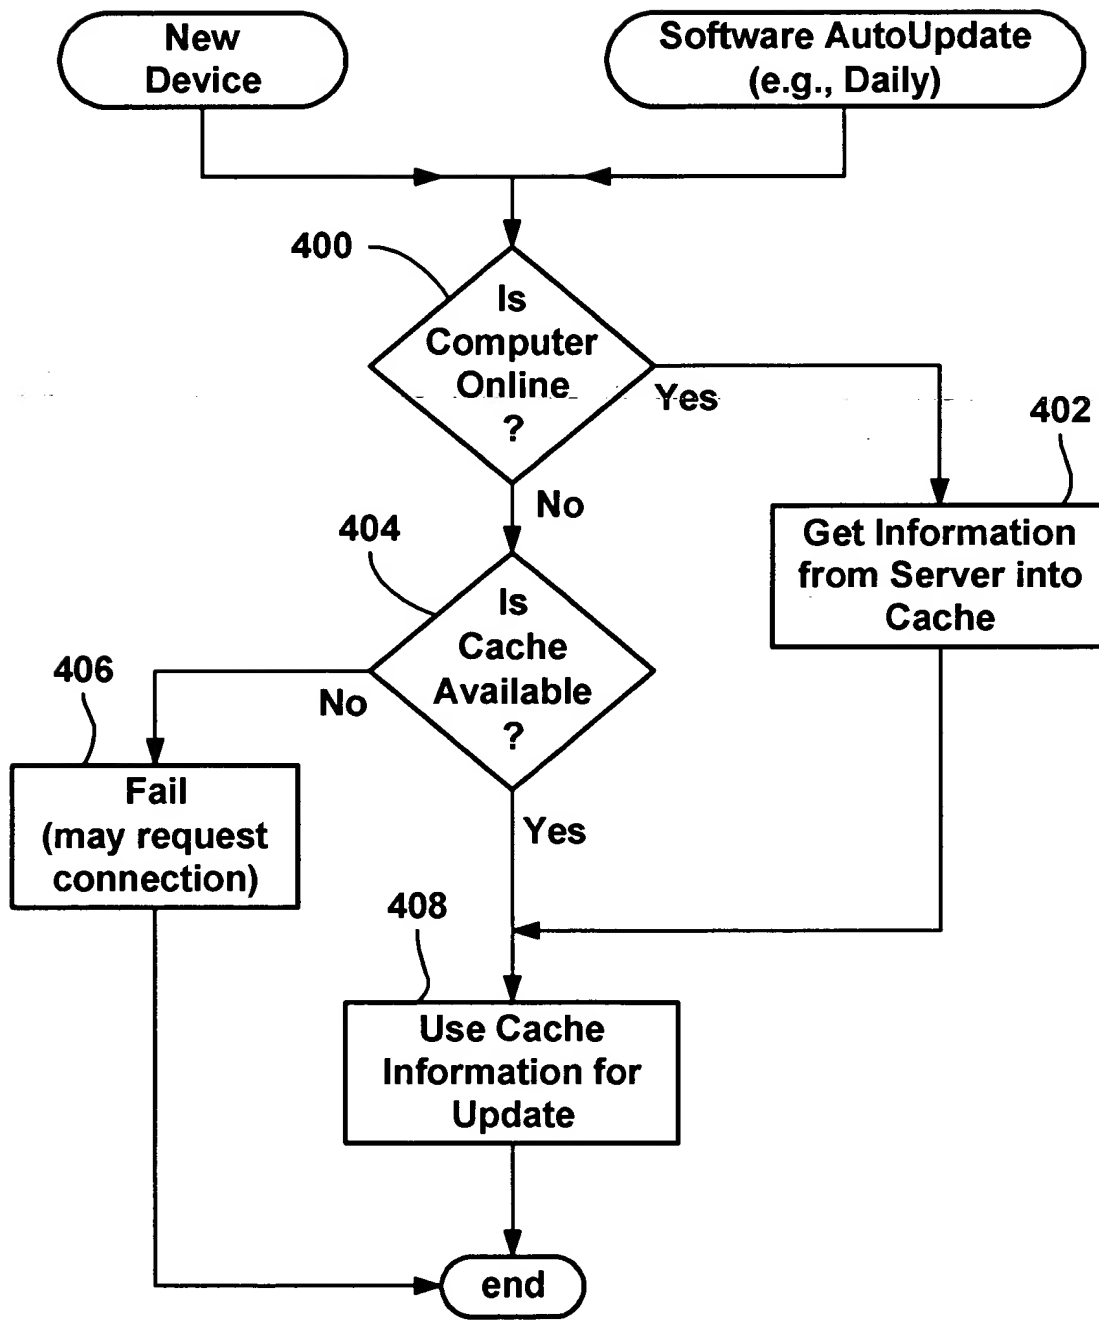 New
Device
Software AutoUpdate
(e.g., Daily)
400
Is
Computer
Online
?
Yes
No
402
Get Information
from Server into
Cache
404
Is
Cache
Available
?
No
Yes
406
Fail
(may request
connection)
408
Use Cache
Information for
Update
end